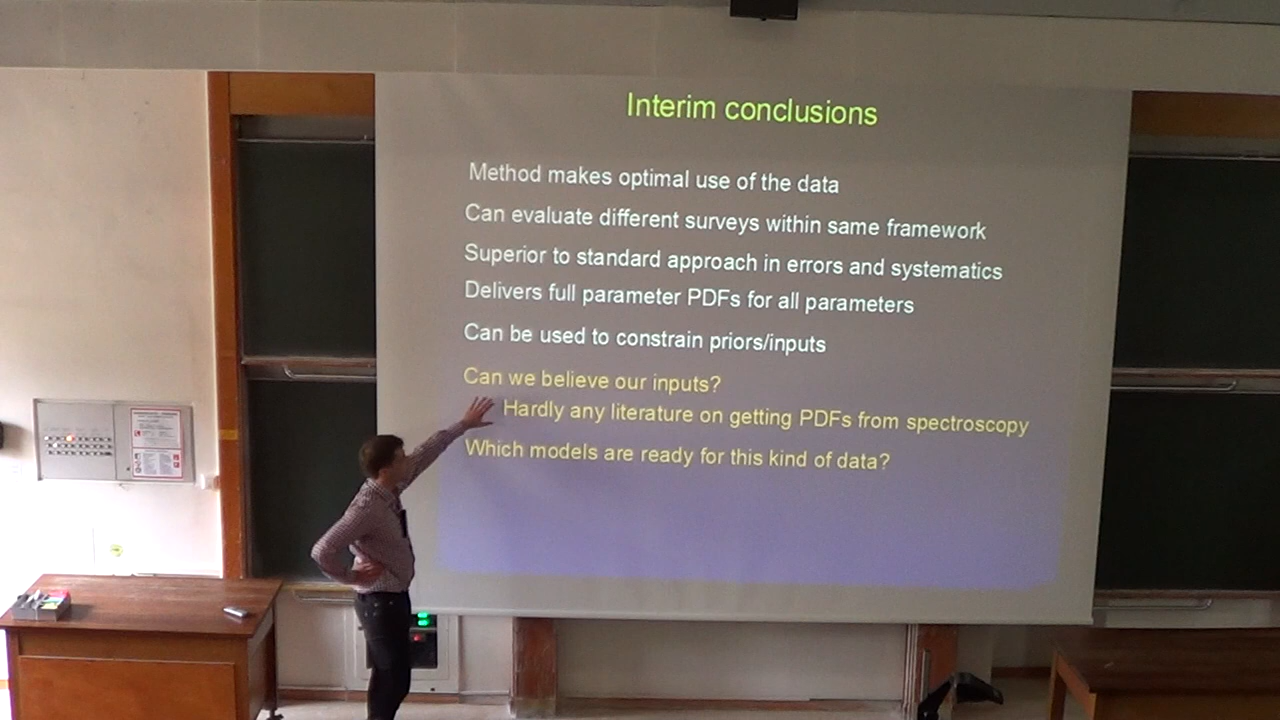 Interim conclusions
Method makes optimal use of the data
Can evaluate different surveys within same framework
Superior to standard approach in errors and systematics
Delivers full parameter PDFs for all parameters
Can be used to constrain priors/inputs
Can we believe our inputs?
Hardly any literature on getting PDFs from spectroscopy
Which models are ready for this kind of data?